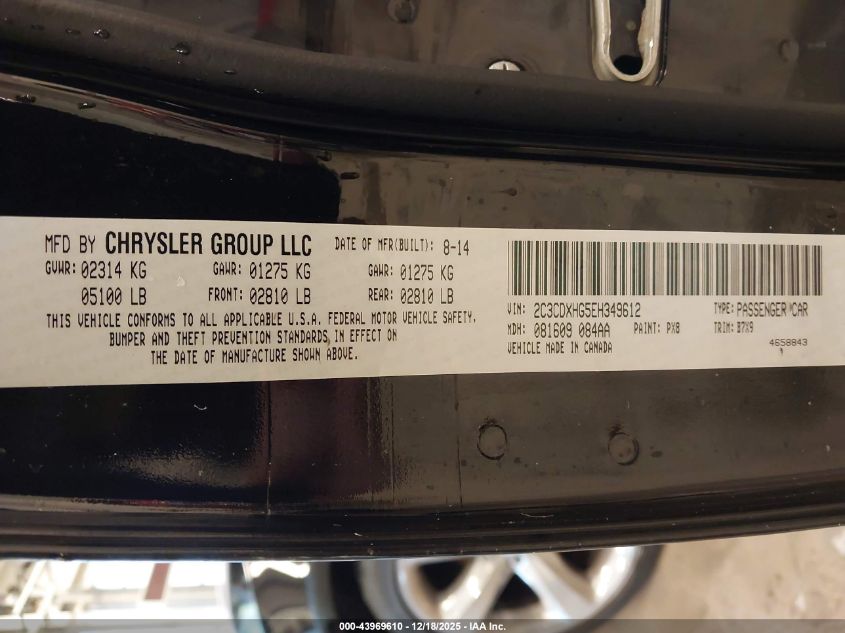 MFD BY CHRYSLER GROUP LLC DATE OF MFR(BUILT): 8-14
GVWR: 02314 KG GAWR: 01275 KG GAWR: 01275 KG
05100 LB FRONT: 02810 LB REAR: 02810 LB
THIS VEHICLE CONFORMS TO ALL APPLICABLE U.S.A. FEDERAL MOTOR VEHICLE SAFETY,
BUMPER AND THEFT PREVENTION STANDARDS IN EFFECT ON
THE DATE OF MANUFACTURE SHOWN ABOVE.
VIN: 2C3CDXHG5EH349612 TYPE: PASSENGER CAR
MDH: 081609 084AA PAINT: PX8 TRIM: B7X9
VEHICLE MADE IN CANADA 4658843
000-43969610 - 12/18/2025 - IAA Inc.